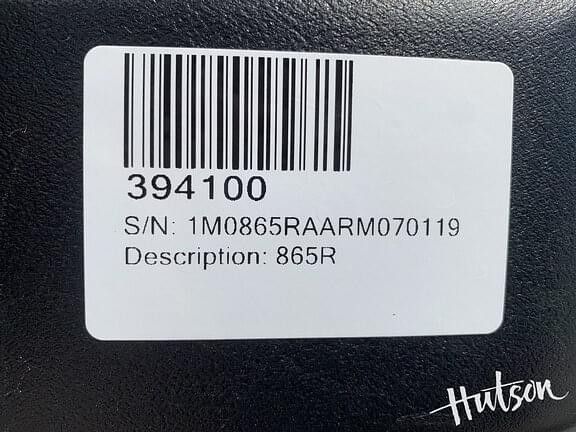 394100
S/N: 1M0865RAARM070119
Description: 865R
Hutson